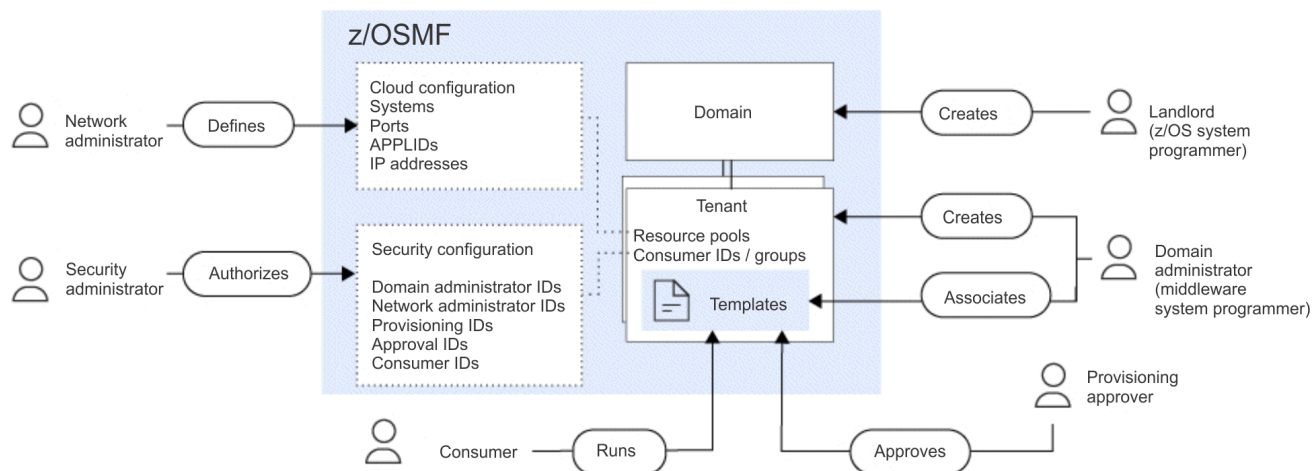 z/OSMF
Network
administrator
Defines
Cloud configuration
Systems
Ports
APPLIDs
IP addresses
Domain
Creates
Landlord
(z/OS system
programmer)
Security
administrator
Authorizes
Security configuration
Domain administrator IDs
Network administrator IDs
Provisioning IDs
Approval IDs
Consumer IDs
Tenant
Resource pools
Consumer IDs / groups
Templates
Creates
Associates
Domain
administrator
(middleware
system programmer)
Provisioning
approver
Consumer
Runs
Approves